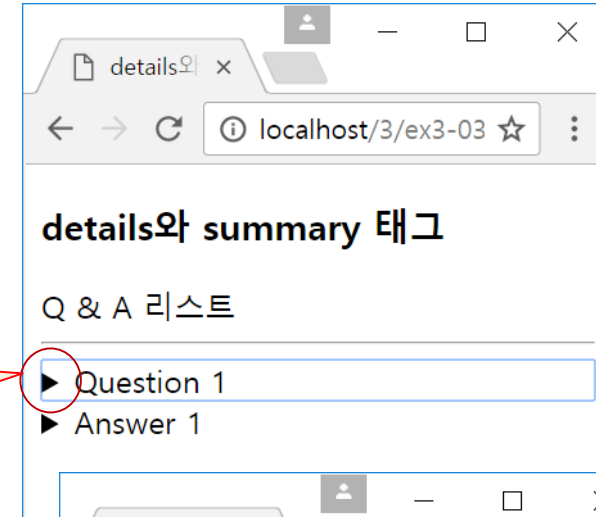 details와
localhost/3/ex3-03
details와 summary 태그
Q & A 리스트
Question 1
Answer 1